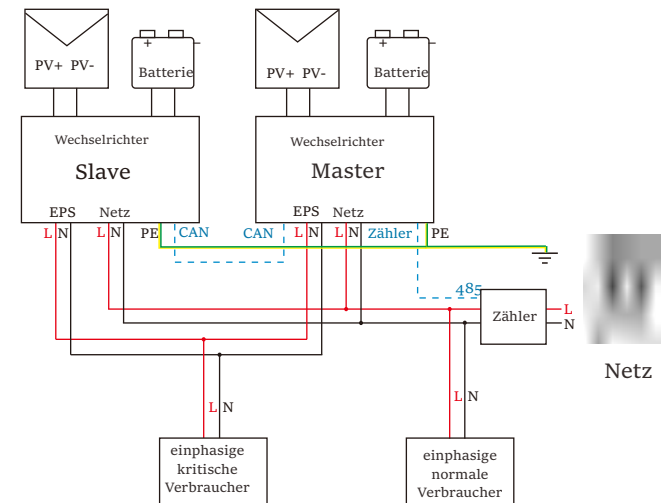 + - + -
PV+ PV- Batterie PV+ PV- Batterie
Wechselrichter Wechselrichter
Slave Master
EPS Netz EPS Netz
L N L N PE CAN CAN L N L N Zähler PE
485
Zähler L
N
Netz
L N L N
einphasige
kritische
Verbraucher
einphasige
normale
Verbraucher